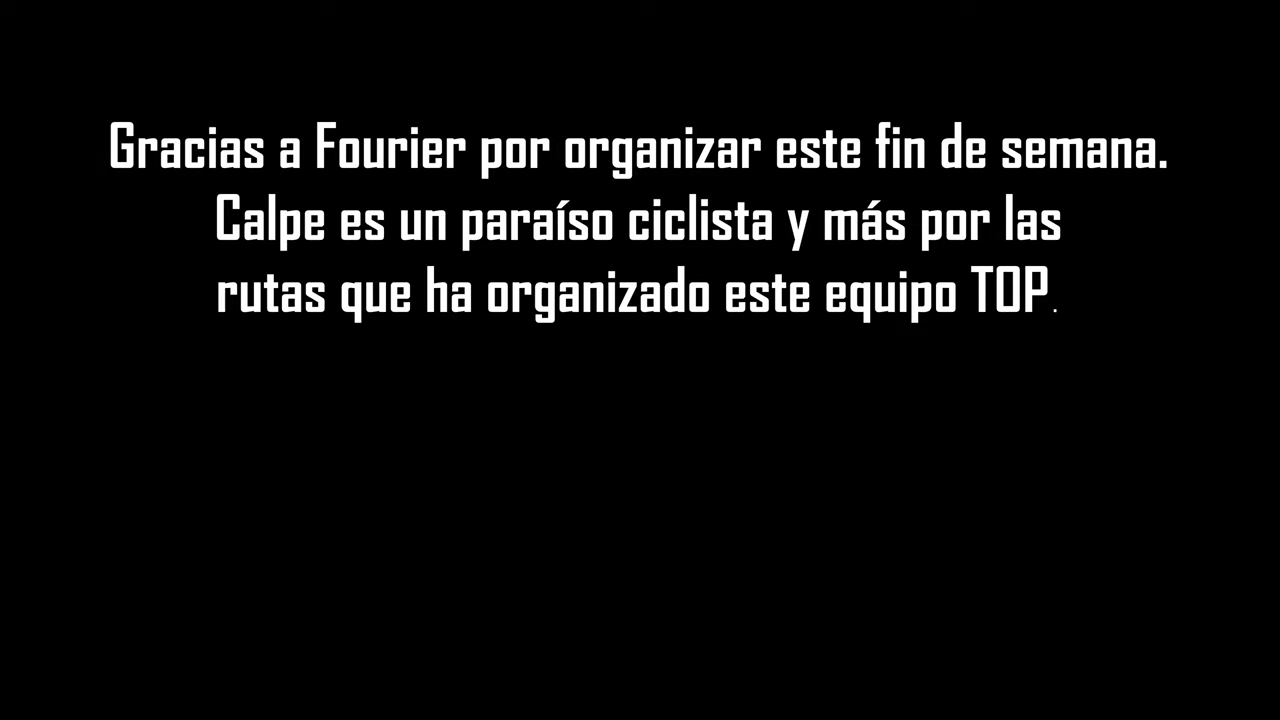 Gracias a Fourier por organizar este fin de semana.
Calpe es un paraíso ciclista y más por las
rutas que ha organizado este equipo TOP.